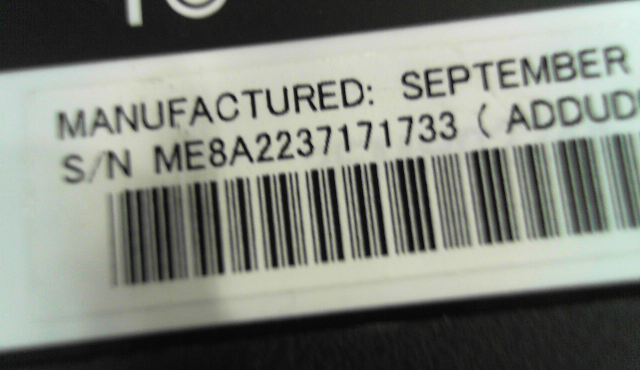 MANUFACTURED: SEPTEMBER
S/N ME8A2237171733 (